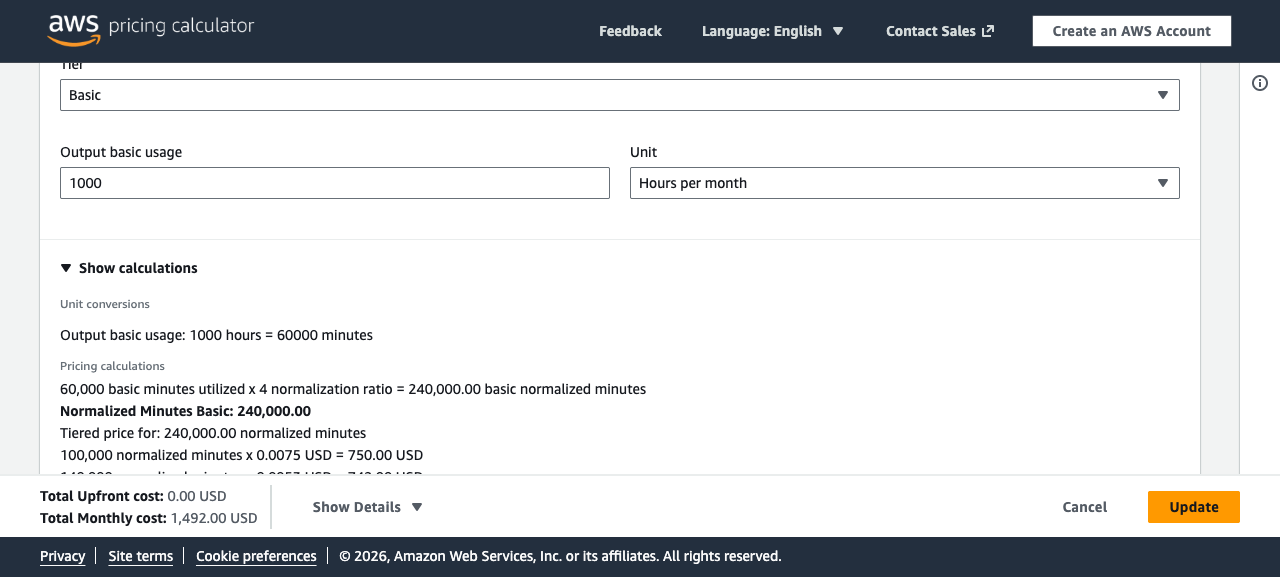 aws pricing calculator
Feedback
Language: English
Contact Sales
Create an AWS Account
Tier
Basic
Output basic usage
Unit
1000
Hours per month
Show calculations
Unit conversions
Output basic usage: 1000 hours = 60000 minutes
Pricing calculations
60,000 basic minutes utilized x 4 normalization ratio = 240,000.00 basic normalized minutes
Normalized Minutes Basic: 240,000.00
Tiered price for: 240,000.00 normalized minutes
100,000 normalized minutes x 0.0075 USD = 750.00 USD
Total Upfront cost: 0.00 USD
Total Monthly cost: 1,492.00 USD
Show Details
Cancel
Update
Privacy
Site terms
Cookie preferences
© 2026, Amazon Web Services, Inc. or its affiliates. All rights reserved.